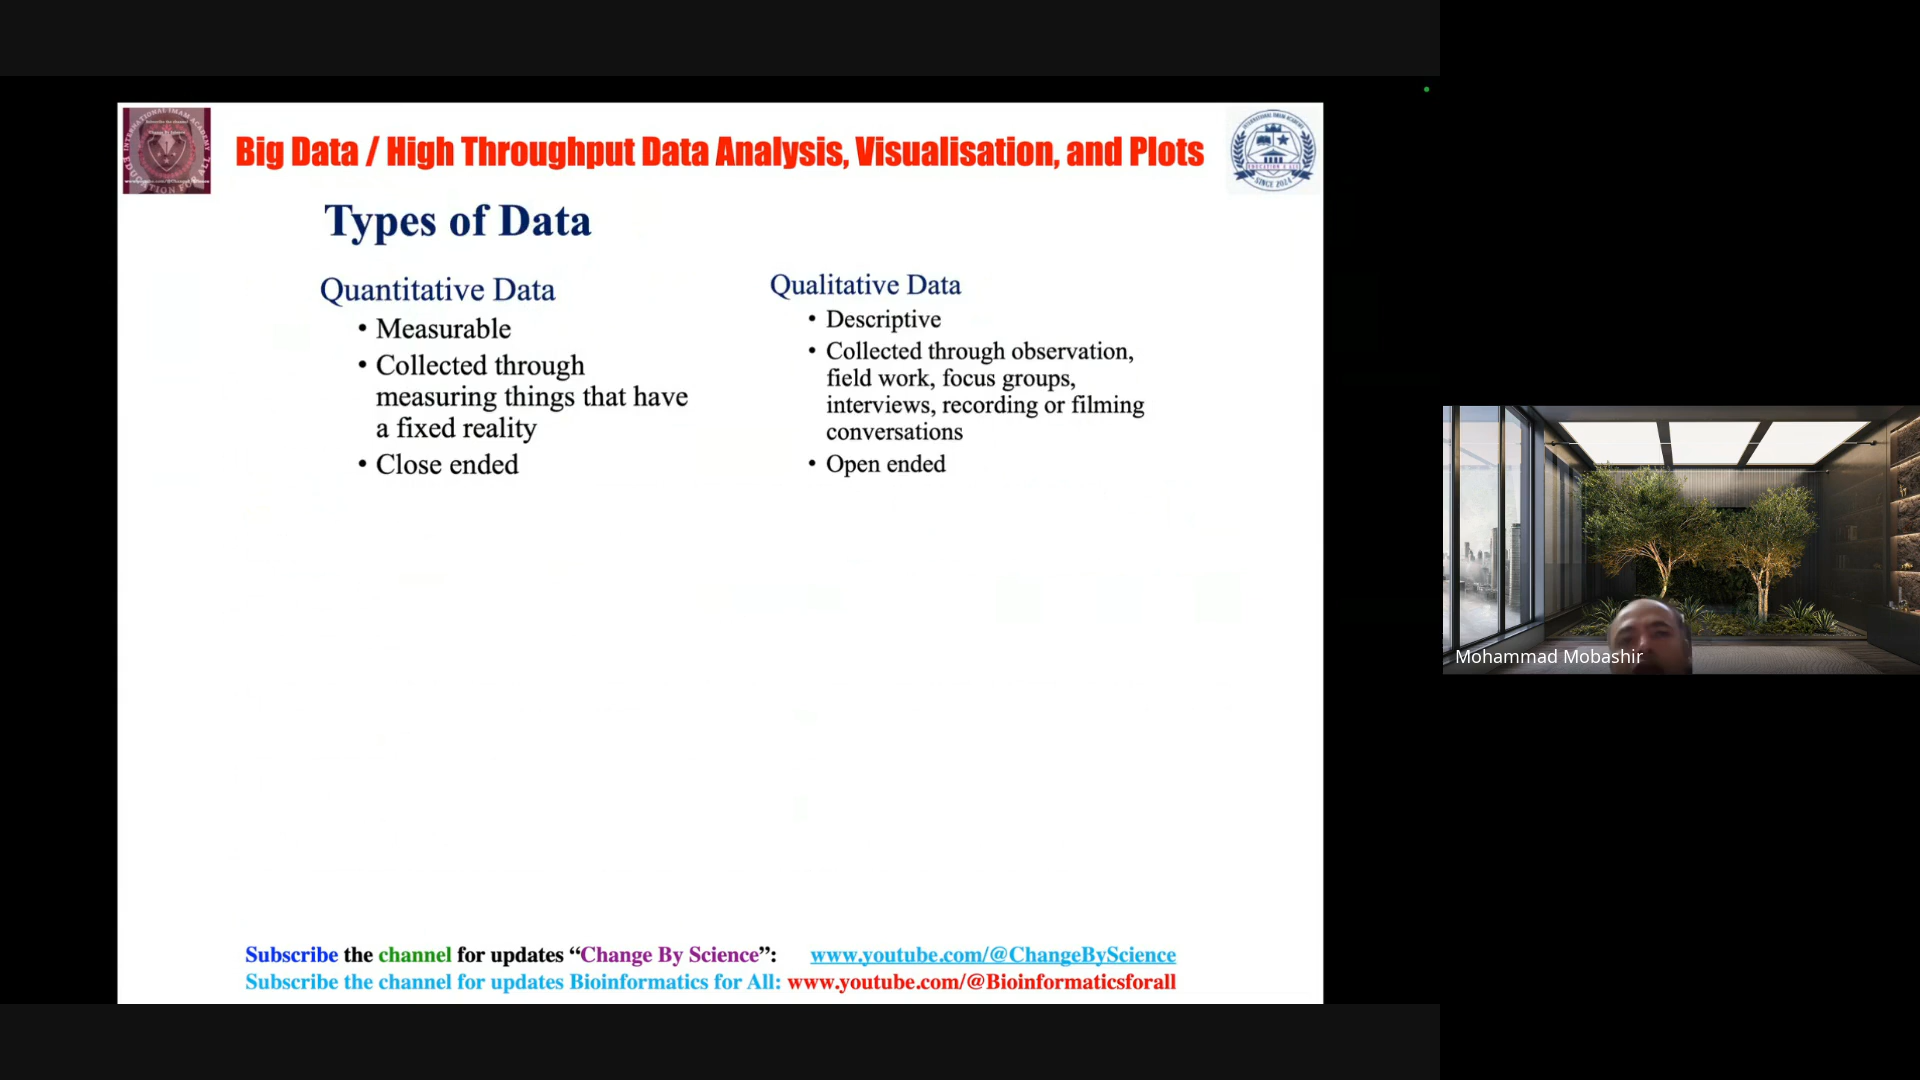 Big Data / High Throughput Data Analysis, Visualisation, and Plots
Types of Data
Quantitative Data
• Measurable
• Collected through
measuring things that have
a fixed reality
• Close ended
Qualitative Data
• Descriptive
• Collected through observation,
field work, focus groups,
interviews, recording or filming
conversations
• Open ended
Subscribe the channel for updates “Change By Science”: www.youtube.com/@ChangeByScience
Subscribe the channel for updates Bioinformatics for All: www.youtube.com/@Bioinformaticsforall
Mohammad Mobashir
SINCE 2024